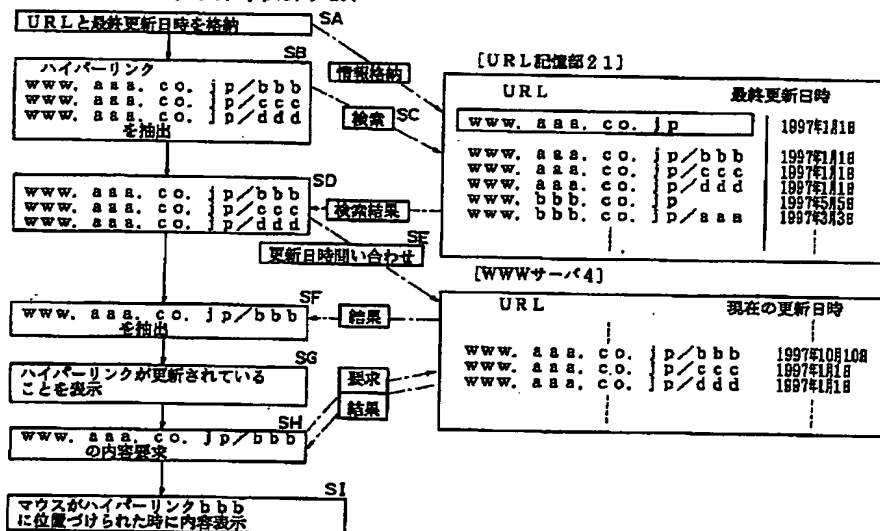 SA
URLと最終更新日時を格納
SB
ハイパーリンク
www. aaa. co. jp/bbb
www. aaa. co. jp/ccc
www. aaa. co. jp/ddd
を抽出
情報格納
検索
SC
[URL記憶部21]
URL
最終更新日時
www. aaa. co. jp
1997年1月1日
www. aaa. co. jp/bbb
1997年1月1日
www. aaa. co. jp/ccc
1997年1月1日
www. aaa. co. jp/ddd
1997年1月1日
www. bbb. co. jp
1997年5月5日
www. bbb. co. jp/aaa
1997年3月3日
SD
www. aaa. co. jp/bbb
www. aaa. co. jp/ccc
www. aaa. co. jp/ddd
検索結果
SE
更新日時問い合わせ
[WWWサーバ4]
URL
現在の更新日時
www. aaa. co. jp/bbb
1997年10月10日
www. aaa. co. jp/ccc
1997年1月1日
www. aaa. co. jp/ddd
1997年1月1日
SF
www. aaa. co. jp/bbb
を抽出
結果
SG
ハイパーリンクが更新されている
ことを表示
要求
結果
SH
www. aaa. co. jp/bbb
の内容要求
SI
マウスがハイパーリンクbbb
に位置づけられた時に内容表示